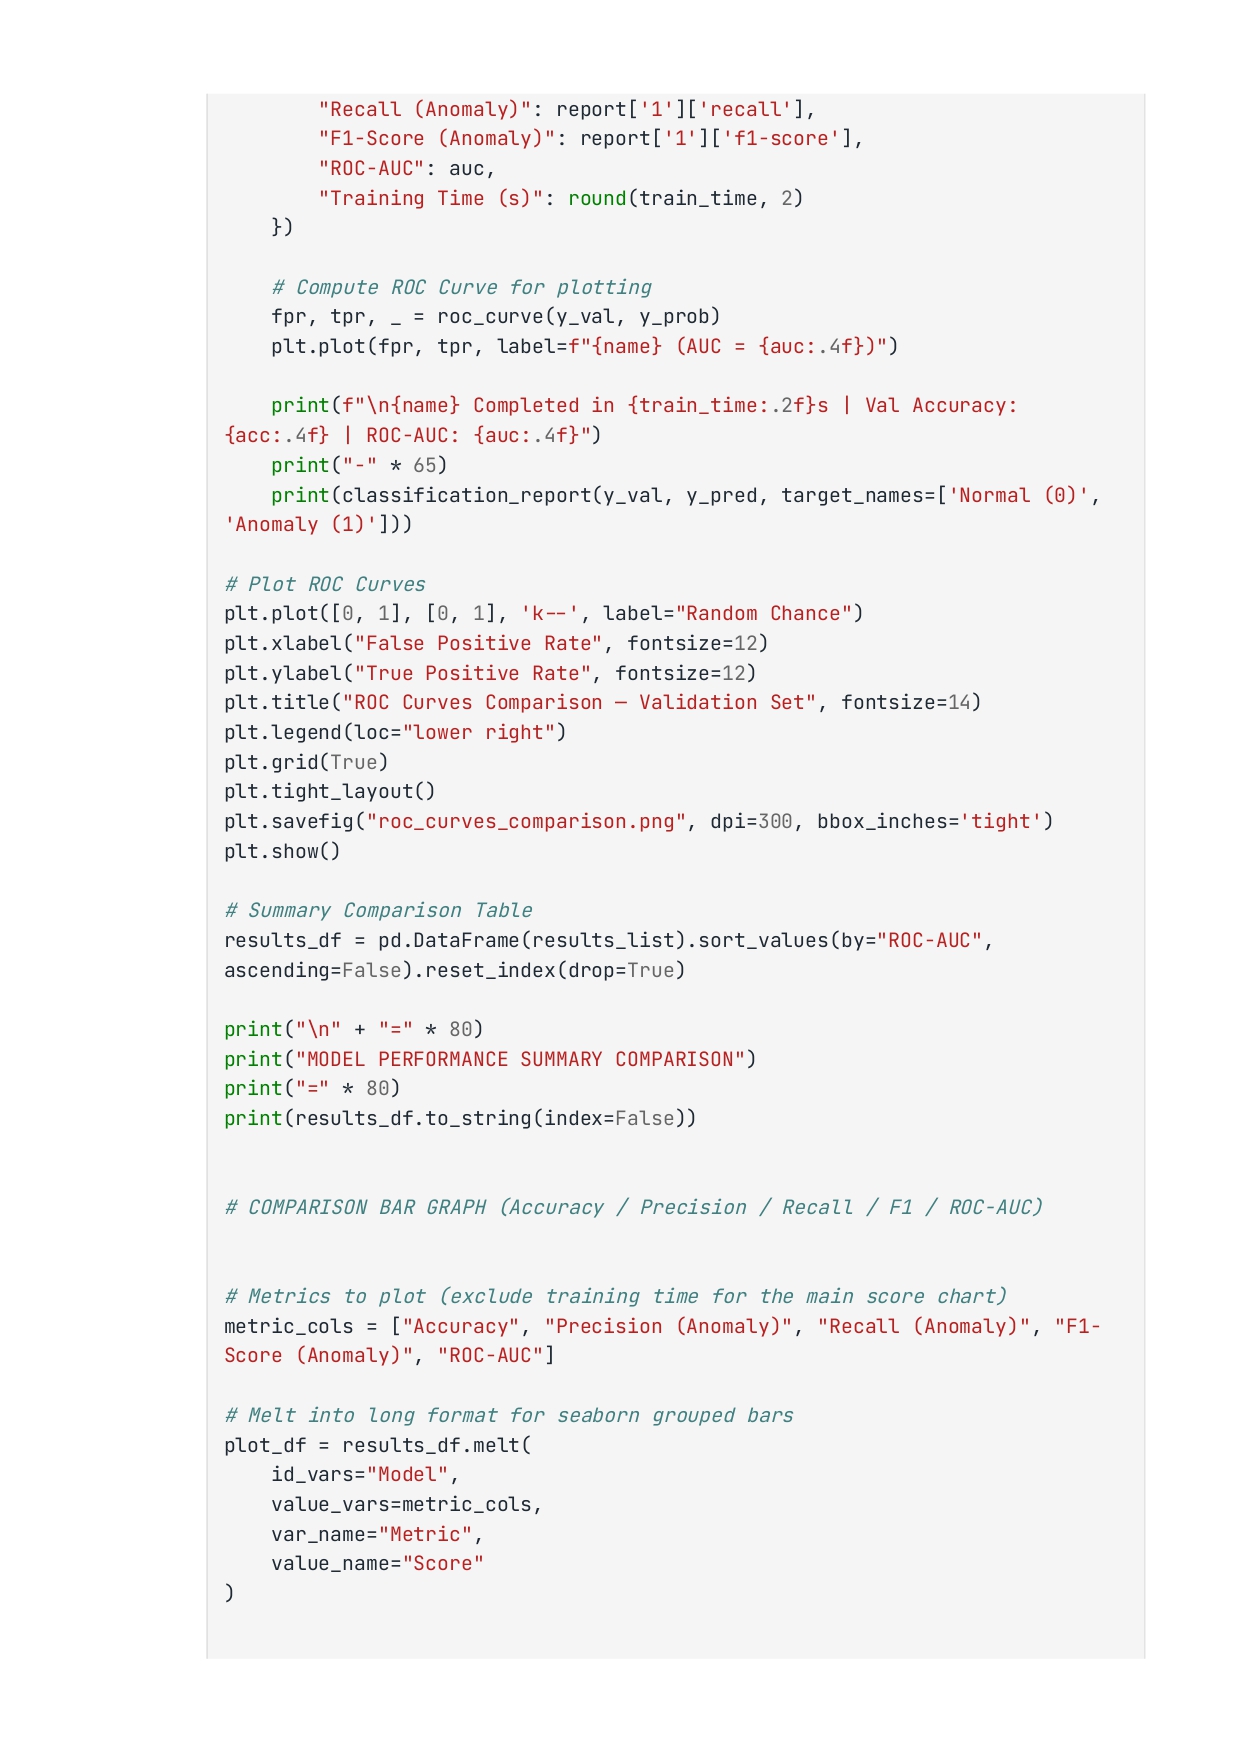 "Recall (Anomaly)": report['1']['recall'],
        "F1-Score (Anomaly)": report['1']['f1-score'],
        "ROC-AUC": auc,
        "Training Time (s)": round(train_time, 2)
    })

    # Compute ROC Curve for plotting
    fpr, tpr, _ = roc_curve(y_val, y_prob)
    plt.plot(fpr, tpr, label=f"{name} (AUC = {auc:.4f})")

    print(f"\n{name} Completed in {train_time:.2f}s | Val Accuracy:
{acc:.4f} | ROC-AUC: {auc:.4f}")
    print("-" * 65)
    print(classification_report(y_val, y_pred, target_names=['Normal (0)',
'Anomaly (1)']))

# Plot ROC Curves
plt.plot([0, 1], [0, 1], 'k--', label="Random Chance")
plt.xlabel("False Positive Rate", fontsize=12)
plt.ylabel("True Positive Rate", fontsize=12)
plt.title("ROC Curves Comparison — Validation Set", fontsize=14)
plt.legend(loc="lower right")
plt.grid(True)
plt.tight_layout()
plt.savefig("roc_curves_comparison.png", dpi=300, bbox_inches='tight')
plt.show()

# Summary Comparison Table
results_df = pd.DataFrame(results_list).sort_values(by="ROC-AUC",
ascending=False).reset_index(drop=True)

print("\n" + "=" * 80)
print("MODEL PERFORMANCE SUMMARY COMPARISON")
print("=" * 80)
print(results_df.to_string(index=False))

# COMPARISON BAR GRAPH (Accuracy / Precision / Recall / F1 / ROC-AUC)

# Metrics to plot (exclude training time for the main score chart)
metric_cols = ["Accuracy", "Precision (Anomaly)", "Recall (Anomaly)", "F1-
Score (Anomaly)", "ROC-AUC"]

# Melt into long format for seaborn grouped bars
plot_df = results_df.melt(
    id_vars="Model",
    value_vars=metric_cols,
    var_name="Metric",
    value_name="Score"
)